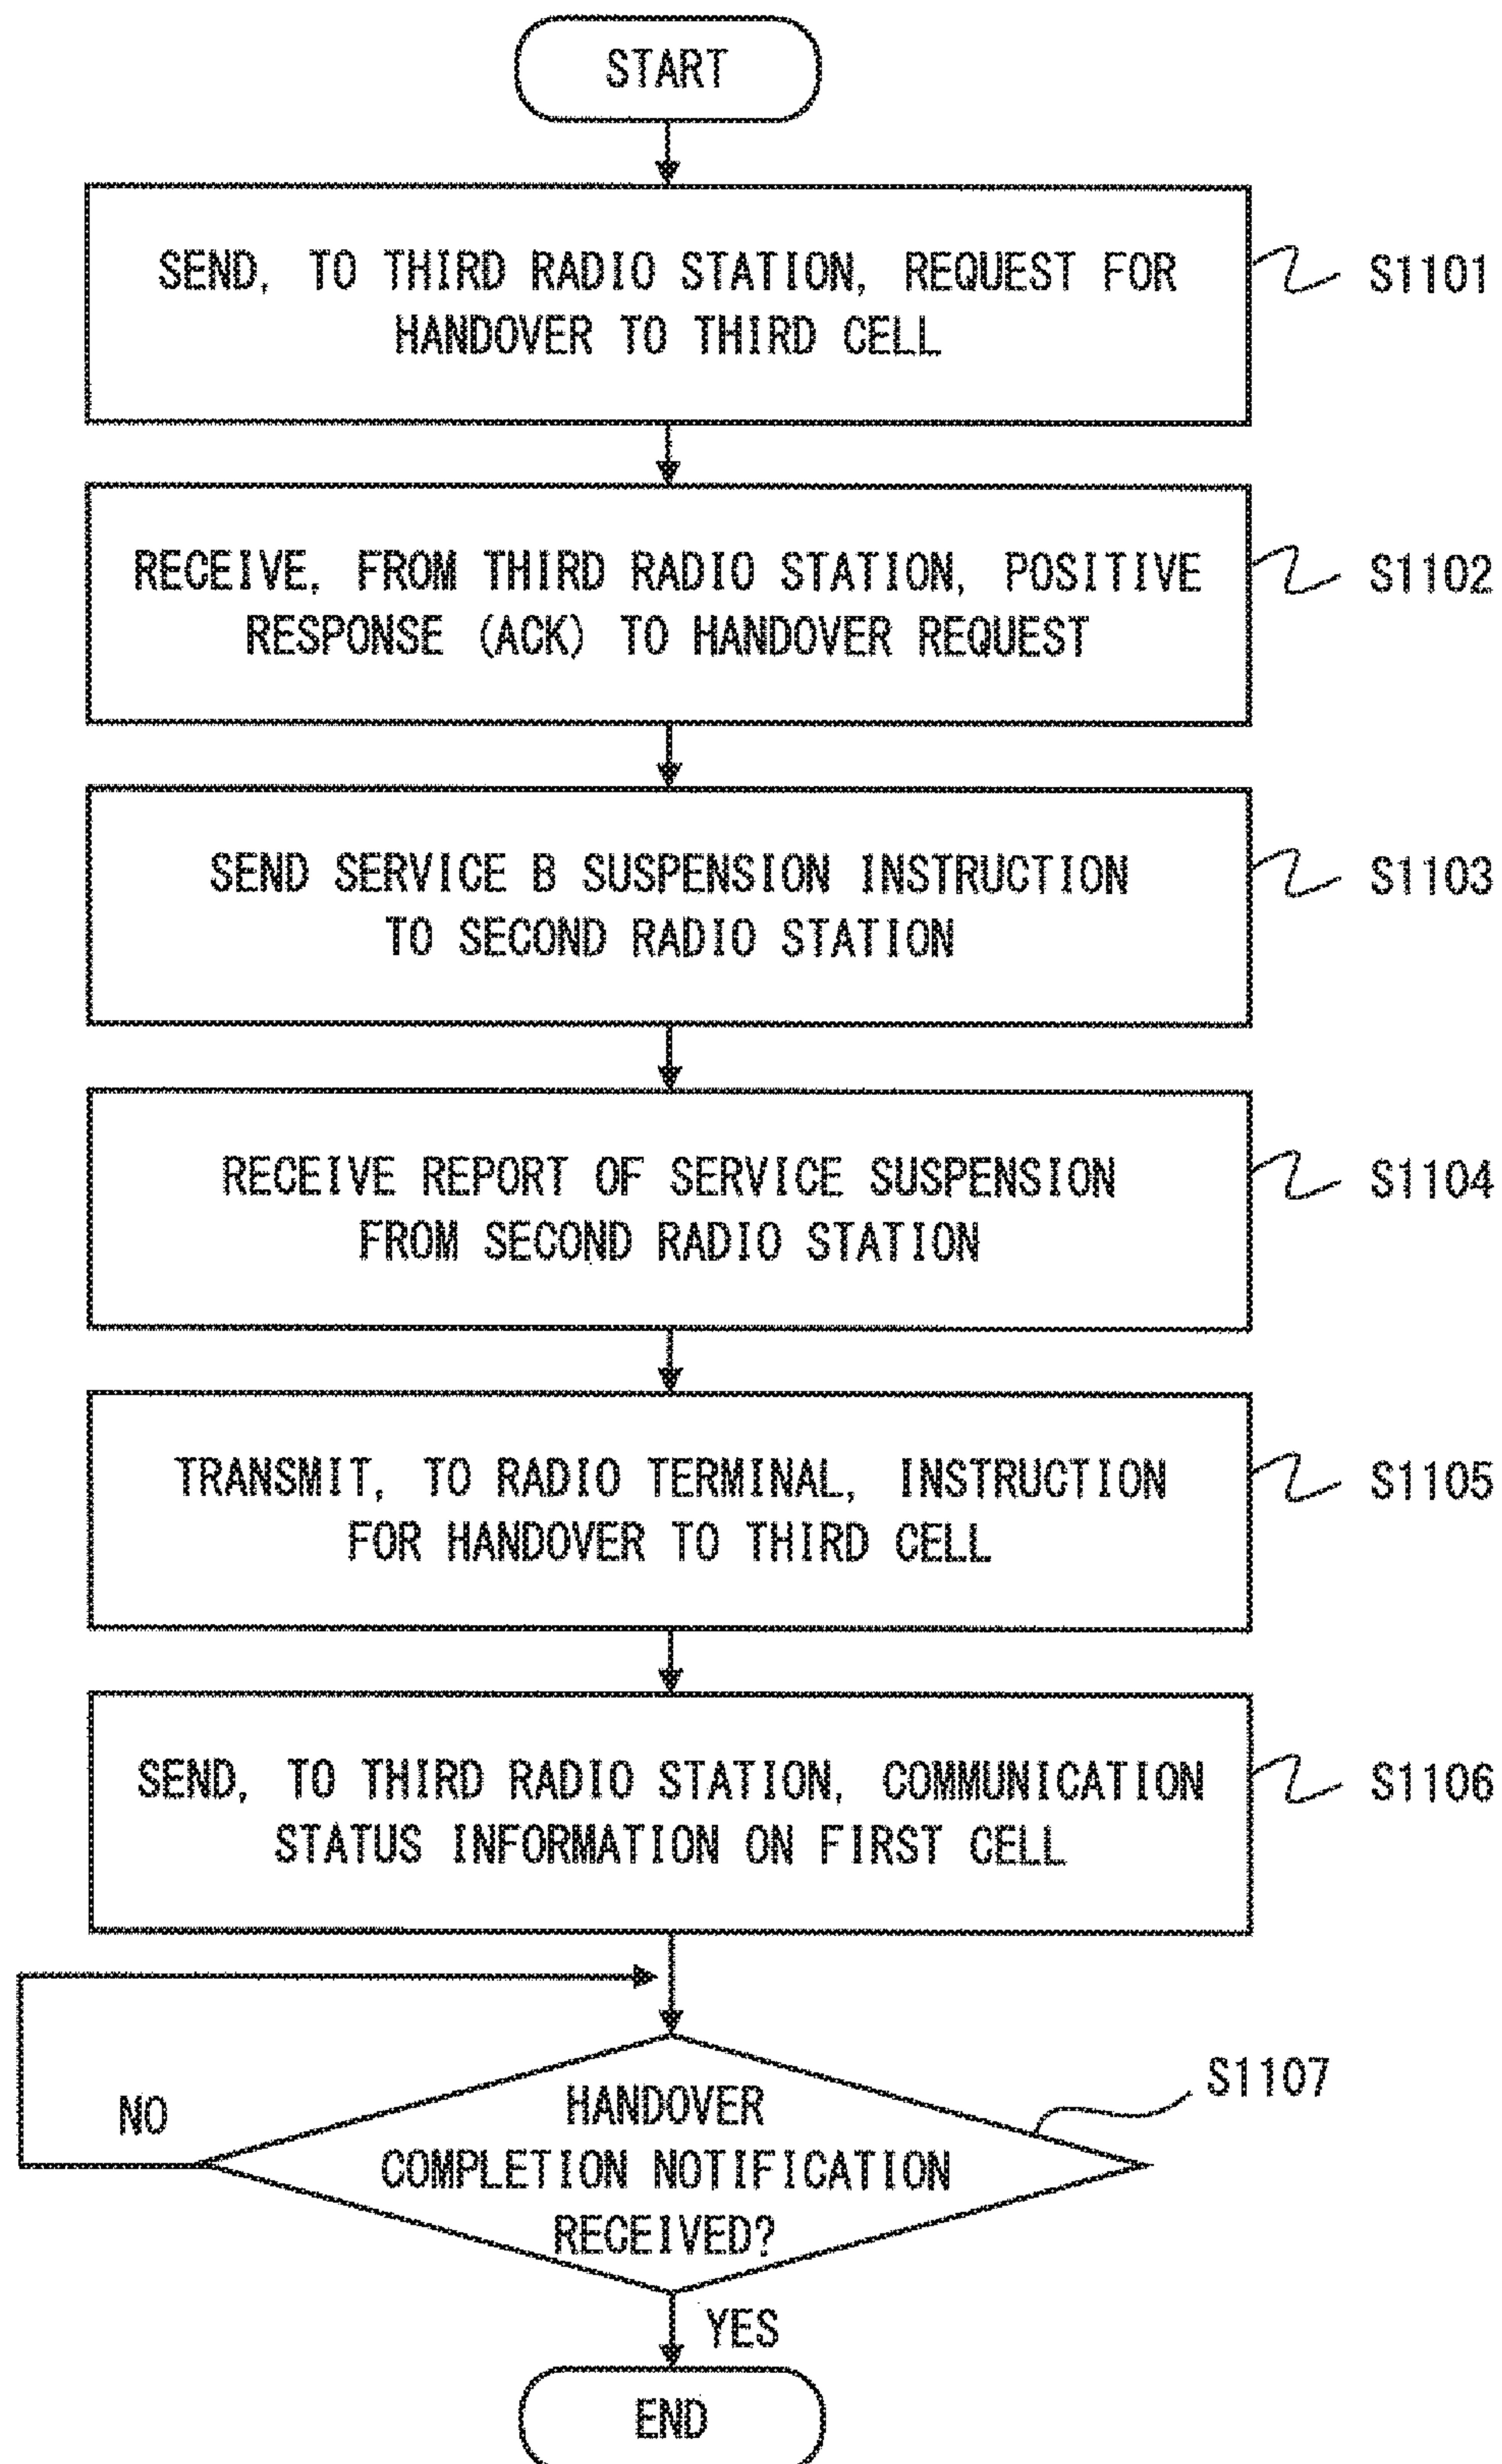 START
SEND, TO THIRD RADIO STATION, REQUEST FOR
HANDOVER TO THIRD CELL
S1101
RECEIVE, FROM THIRD RADIO STATION, POSITIVE
RESPONSE (ACK) TO HANDOVER REQUEST
S1102
SEND SERVICE B SUSPENSION INSTRUCTION
TO SECOND RADIO STATION
S1103
RECEIVE REPORT OF SERVICE SUSPENSION
FROM SECOND RADIO STATION
S1104
TRANSMIT, TO RADIO TERMINAL, INSTRUCTION
FOR HANDOVER TO THIRD CELL
S1105
SEND, TO THIRD RADIO STATION, COMMUNICATION
STATUS INFORMATION ON FIRST CELL
S1106
HANDOVER
COMPLETION NOTIFICATION
RECEIVED?
S1107
NO
YES
END